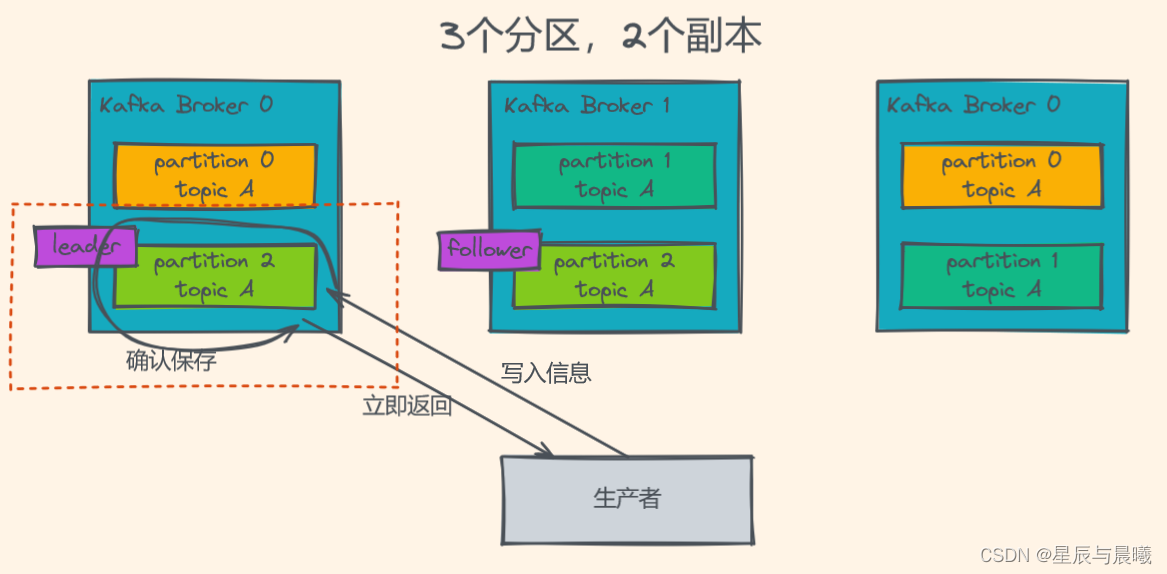 3个分区，2个副本
Kafka Broker 0
partition 0
topic A
leader
partition 2
topic A
确认保存
Kafka Broker 1
partition 1
topic A
follower
partition 2
topic A
Kafka Broker 0
partition 0
topic A
partition 1
topic A
写入信息
立即返回
生产者
CSDN @星辰与晨曦